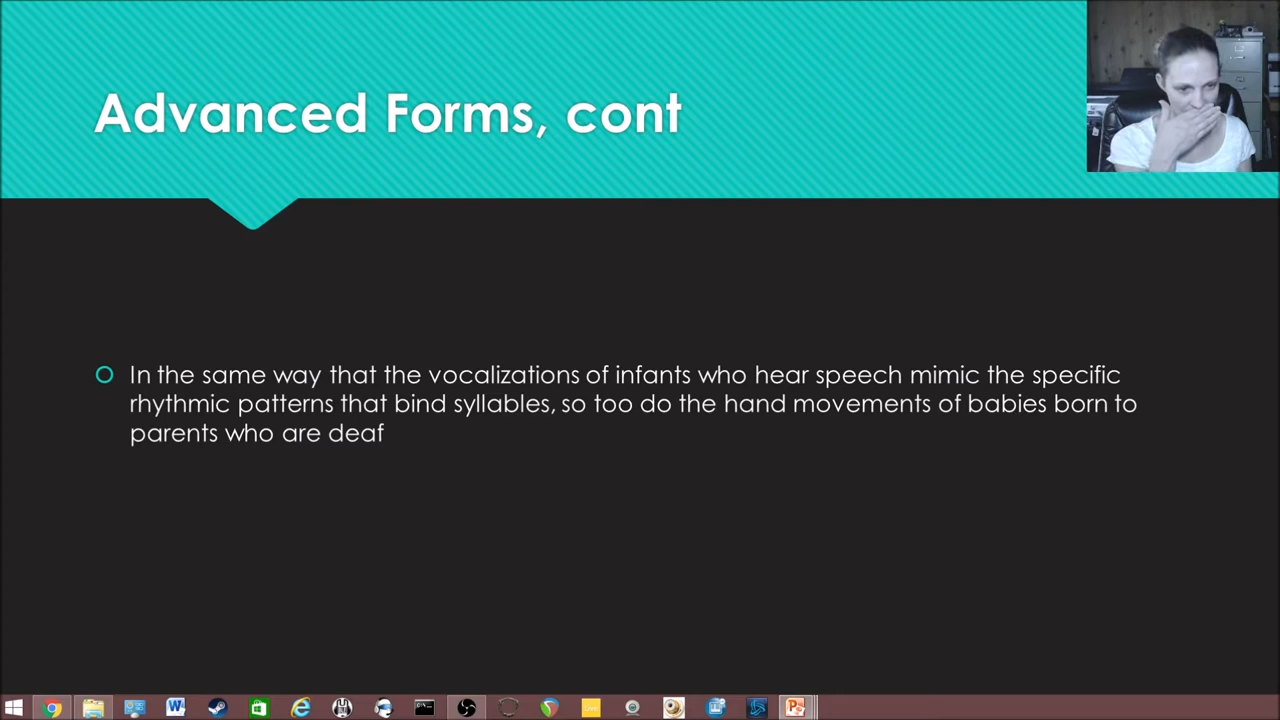 Advanced Forms, cont
In the same way that the vocalizations of infants who hear speech mimic the specific
rhythmic patterns that bind syllables, so too do the hand movements of babies born to
parents who are deaf